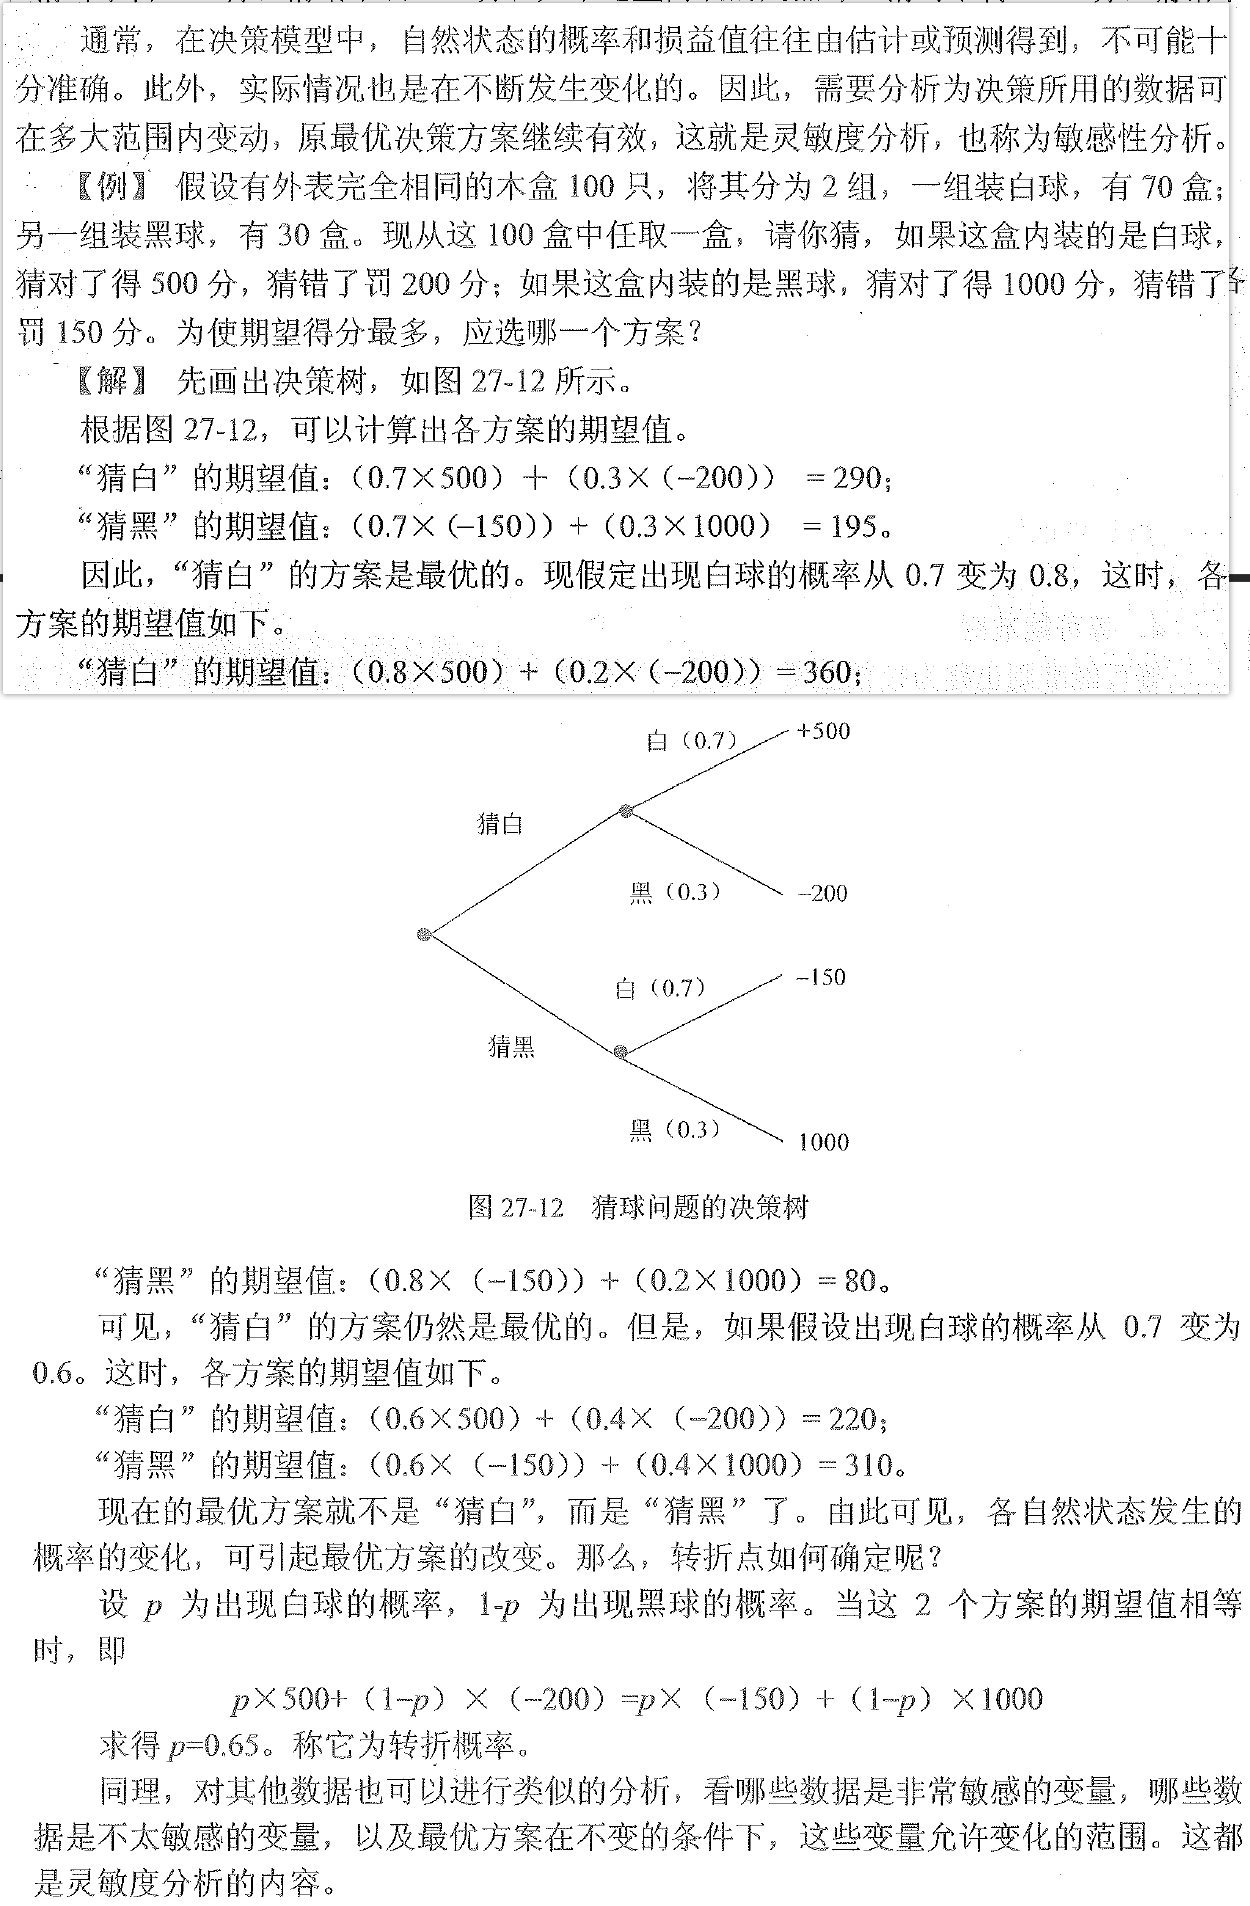 通常，在决策模型中，自然状态的概率和损益值往往由估计或预测得到，不可能十
分准确。此外，实际情况也是在不断发生变化的。因此，需要分析为决策所用的数据可
在多大范围内变动，原最优决策方案继续有效，这就是灵敏度分析，也称为敏感性分析。
〖例〗 假设有外表完全相同的木盒 100 只，将其分为 2 组，一组装白球，有 70 盒；
另一组装黑球，有 30 盒。现从这 100 盒中任取一盒，请你猜，如果这盒内装的是白球，
猜对了得 500 分，猜错了罚 200 分；如果这盒内装的是黑球，猜对了得 1000 分，猜错了
罚 150 分。为使期望得分最多，应选哪一个方案？
〖解〗 先画出决策树，如图 27-12 所示。
根据图 27-12，可以计算出各方案的期望值。
“猜白”的期望值：（0.7×500）＋（0.3×（-200）） ＝290；
“猜黑”的期望值：（0.7×（-150））+（0.3×1000） ＝195。
因此，“猜白”的方案是最优的。现假定出现白球的概率从 0.7 变为 0.8，这时，各
方案的期望值如下。
“猜白”的期望值：（0.8×500）+（0.2×（-200））＝360；
白（0.7）
+500
猜白
黑（0.3）
-200
白（0.7）
-150
猜黑
黑（0.3）
1000
图 27-12 猜球问题的决策树
“猜黑”的期望值：（0.8×（-150））+（0.2×1000）＝80。
可见，“猜白”的方案仍然是最优的。但是，如果假设出现白球的概率从 0.7 变为
0.6。这时，各方案的期望值如下。
“猜白”的期望值：（0.6×500）+（0.4×（-200））＝220；
“猜黑”的期望值：（0.6×（-150））+（0.4×1000）＝310。
现在的最优方案就不是“猜白”，而是“猜黑”了。由此可见，各自然状态发生的
概率的变化，可引起最优方案的改变。那么，转折点如何确定呢？
设 p 为出现白球的概率，1-p 为出现黑球的概率。当这 2 个方案的期望值相等
时，即
p×500+（1-p）×（-200）=p×（-150）+（1-p）×1000
求得 p=0.65。称它为转折概率。
同理，对其他数据也可以进行类似的分析，看哪些数据是非常敏感的变量，哪些数
据是不太敏感的变量，以及最优方案在不变的条件下，这些变量允许变化的范围。这都
是灵敏度分析的内容。